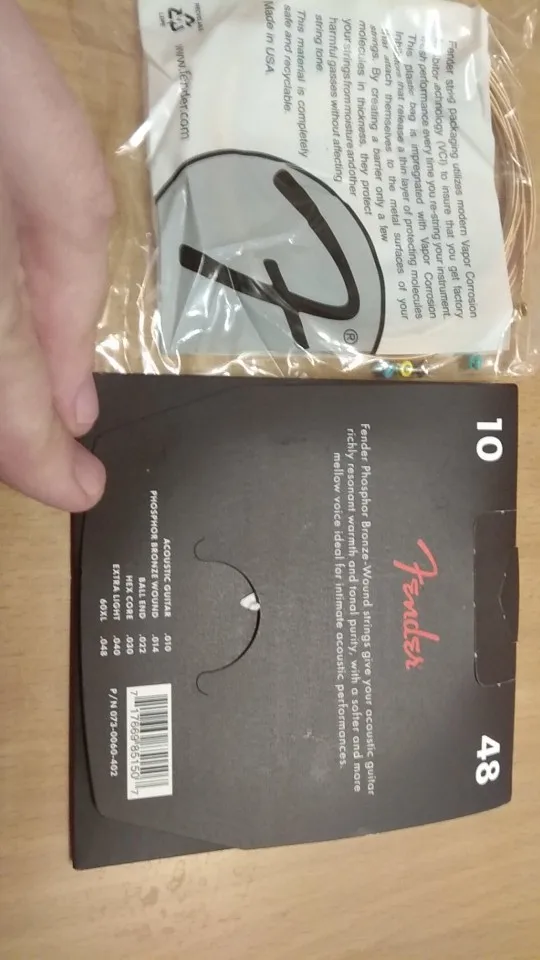 Fender string packaging utilizes modern Vapor Corrosion
Inhibitor technology (VCI) to insure that you get factory
fresh performance every time you re-string your instrument.
This plastic bag is impregnated with Vapor Corrosion
Inhibitors that release a thin layer of protecting molecules
that attach themselves to the metal surfaces of your
strings. By creating a barrier only a few
molecules in thickness, they protect
your strings from moisture and other
harmful gasses without affecting
string tone.
This material is completely
safe and recyclable.
Made in USA
www.fender.com
F®
10
48
Fender
Fender Phosphor Bronze-Wound strings give your acoustic guitar
richly resonant warmth and tonal purity, with a softer and more
mellow voice ideal for intimate acoustic performances.
ACOUSTIC GUITAR .010
PHOSPHOR BRONZE WOUND .014
BALL END .022
HEX CORE .030
EXTRA LIGHT .040
60XL .048
7 17669 85150 7
P/N 073-0060-402